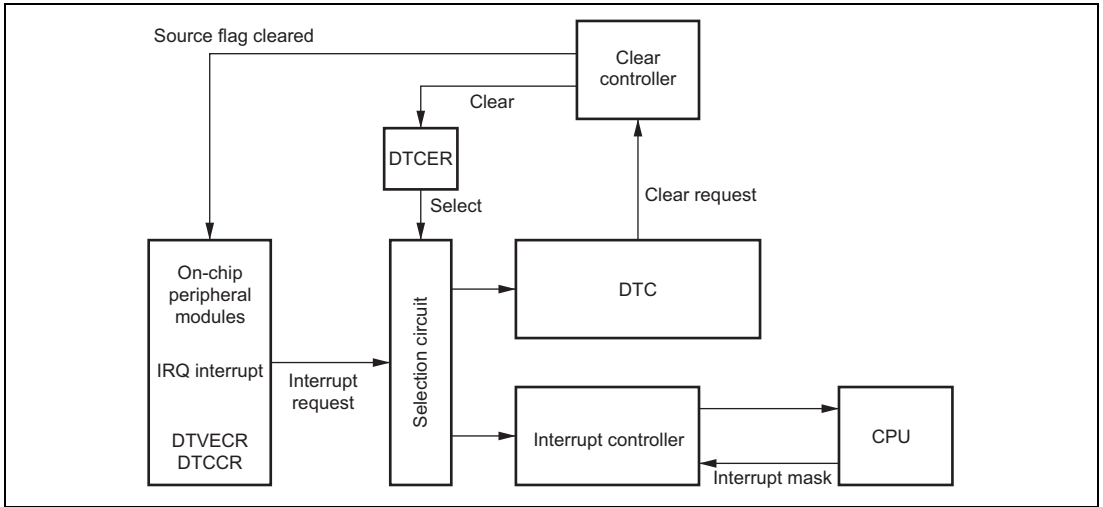 Source flag cleared
Clear
controller
Clear
DTCER
Clear request
Select
On-chip
peripheral
modules
IRQ interrupt
DTVECR
DTCCR
Interrupt
request
Selection circuit
DTC
Interrupt controller
CPU
Interrupt mask